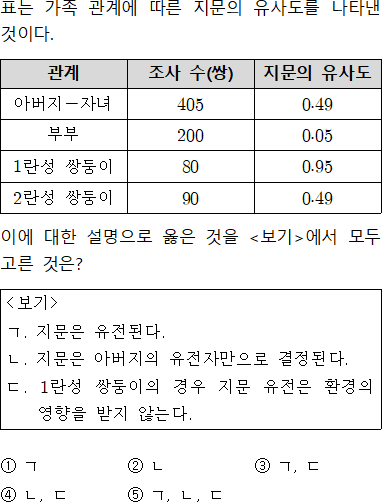 표는 가족 관계에 따른 지문의 유사도를 나타낸
것이다.
관계 조사 수(쌍) 지문의 유사도
아버지-자녀 405 0.49
부부 200 0.05
1란성 쌍둥이 80 0.95
2란성 쌍둥이 90 0.49
이에 대한 설명으로 옳은 것을 <보기>에서 모두
고른 것은?
<보기>
ㄱ. 지문은 유전된다.
ㄴ. 지문은 아버지의 유전자만으로 결정된다.
ㄷ. 1란성 쌍둥이의 경우 지문 유전은 환경의
영향을 받지 않는다.
① ㄱ ② ㄴ ③ ㄱ, ㄷ
④ ㄴ, ㄷ ⑤ ㄱ, ㄴ, ㄷ